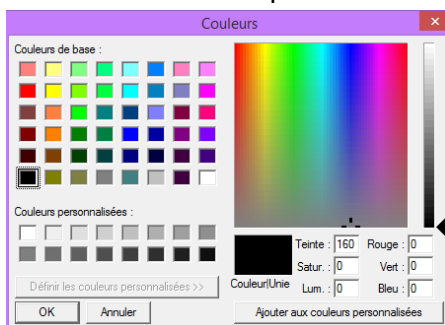 Couleurs
Couleurs de base :
Couleurs personnalisées :
Définir les couleurs personnalisées >>
OK Annuler
Couleur|Unie
Teinte : 160 Rouge : 0
Satur. : 0 Vert : 0
Lum. : 0 Bleu : 0
Ajouter aux couleurs personnalisées